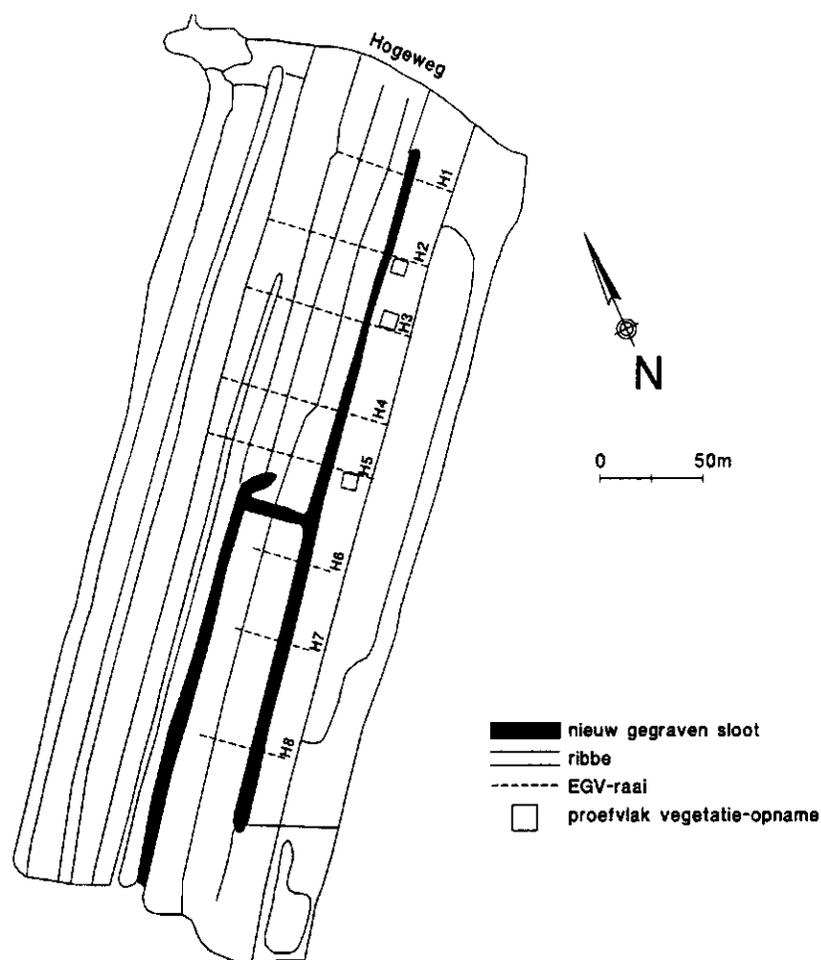 Hogeweg
H1
H2
H3
H4
H5
H6
H7
H8
N
0 50m
nieuw gegraven sloot
ribbe
EGV-raai
proefvlak vegetatie-opname